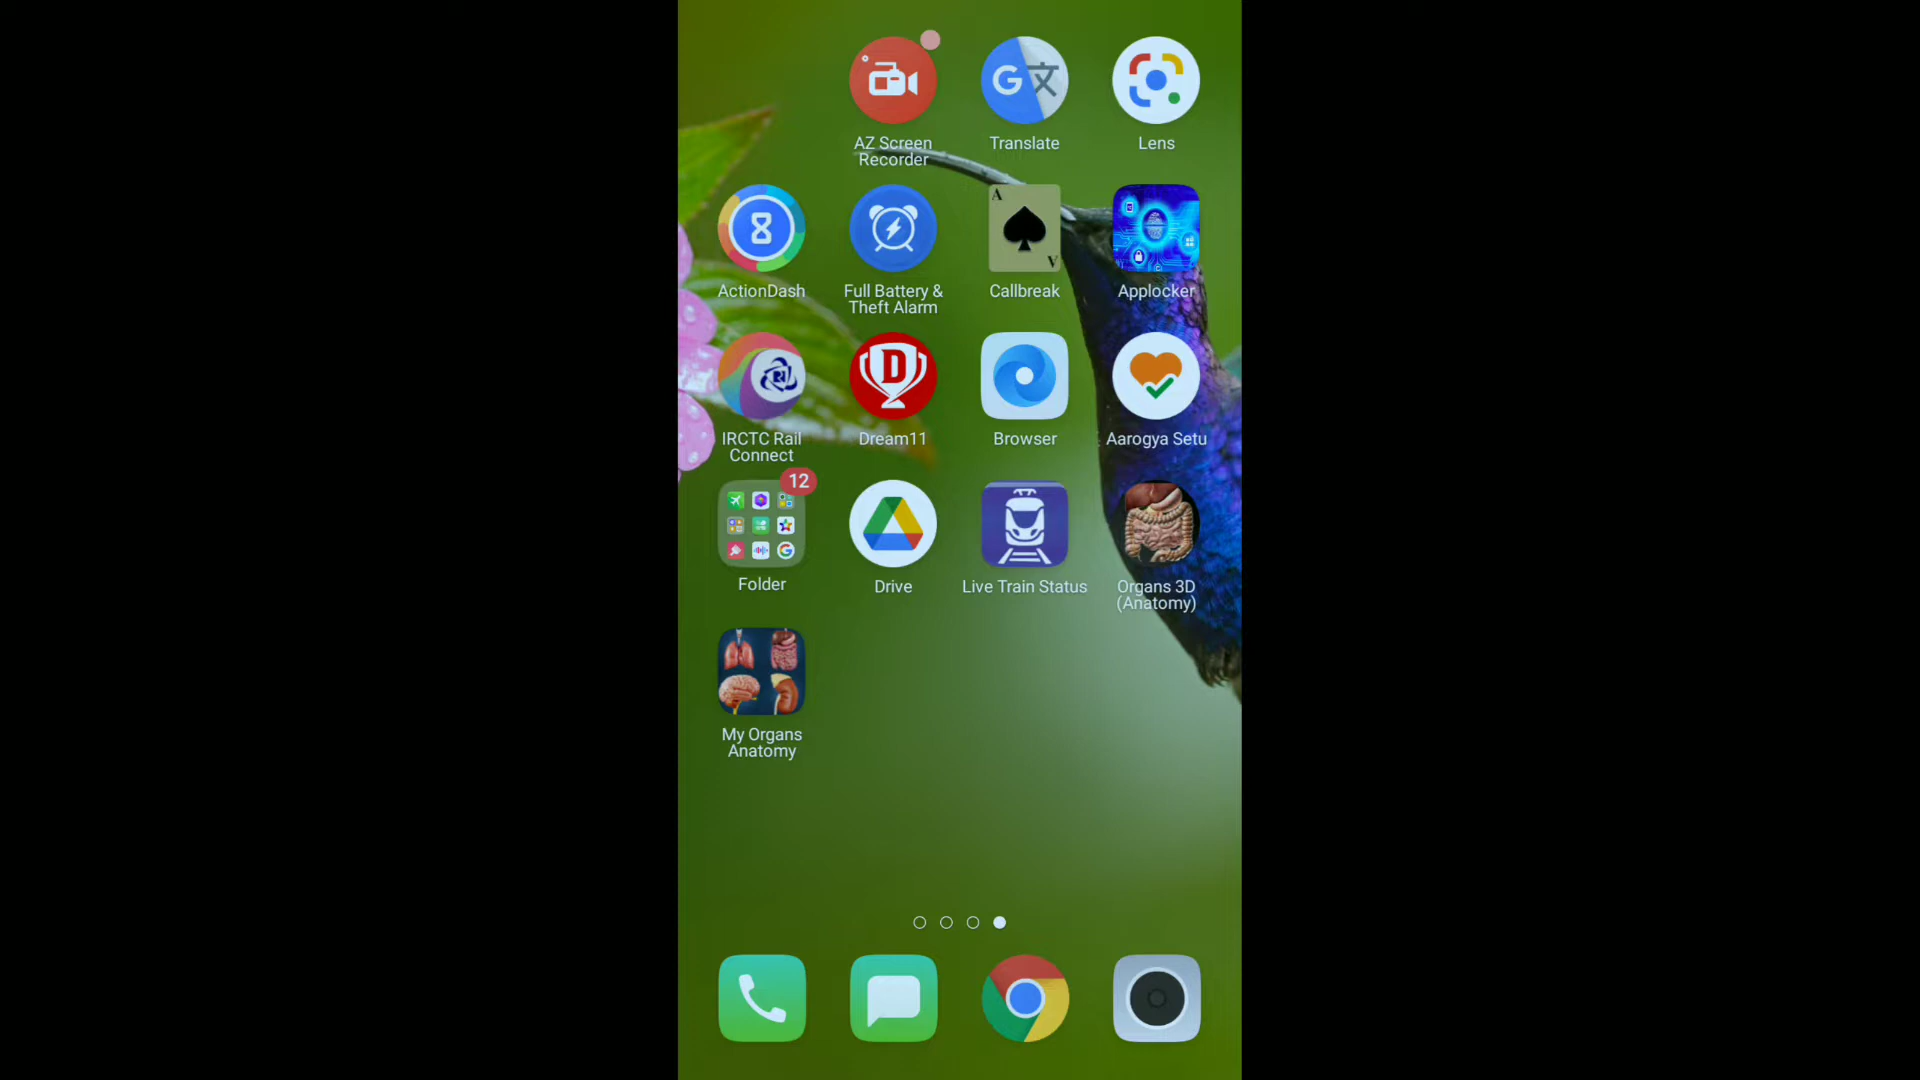 AZ Screen
Recorder
Translate
Lens
ActionDash
Full Battery &
Theft Alarm
Callbreak
Applocker
IRCTC Rail
Connect
Dream11
Browser
Aarogya Setu
12
Folder
Drive
Live Train Status
Organs 3D
(Anatomy)
My Organs
Anatomy